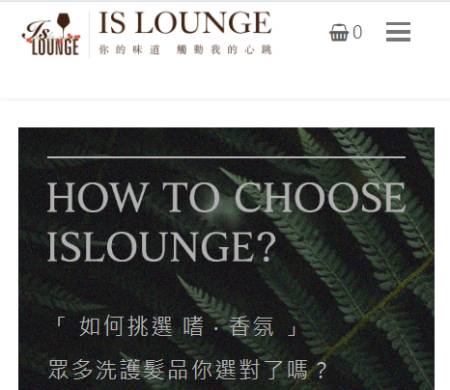 Is LOUNGE
IS LOUNGE
你的味道 觸動我的心跳
0
HOW TO CHOOSE
ISLOUNGE?
「 如何挑選 嗜．香氛 」
眾多洗護髮品你選對了嗎？